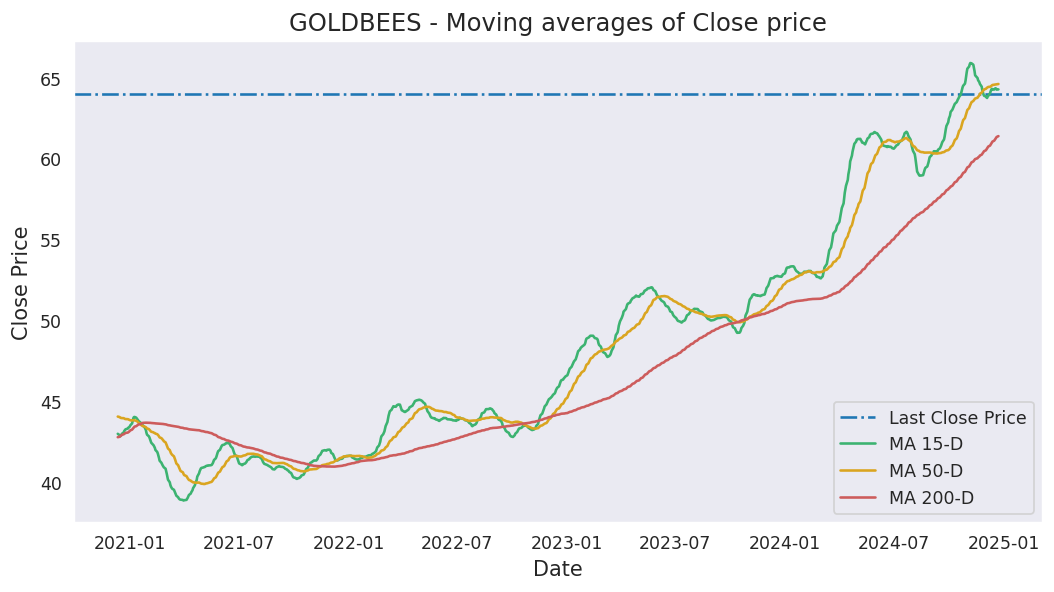 GOLDBEES - Moving averages of Close price
Close Price
65
60
55
50
45
40
Last Close Price
MA 15-D
MA 50-D
MA 200-D
2021-01 2021-07 2022-01 2022-07 2023-01 2023-07 2024-01 2024-07 2025-01
Date